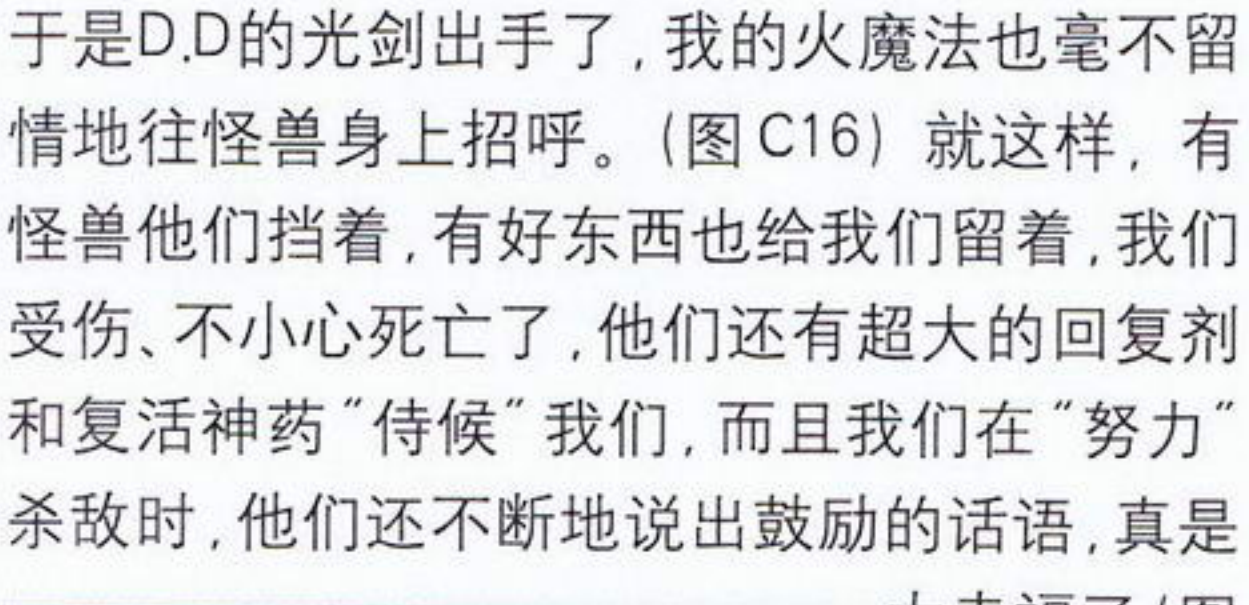 于是D.D的光剑出手了,我的火魔法也毫不留
情地往怪兽身上招呼。(图 C16) 就这样, 有
怪兽他们挡着,有好东西也给我们留着,我们
受伤、不小心死亡了,他们还有超大的回复剂
和复活神药"侍候"我们,而且我们在"努力"
杀敌时,他们还不断地说出鼓励的话语,真是